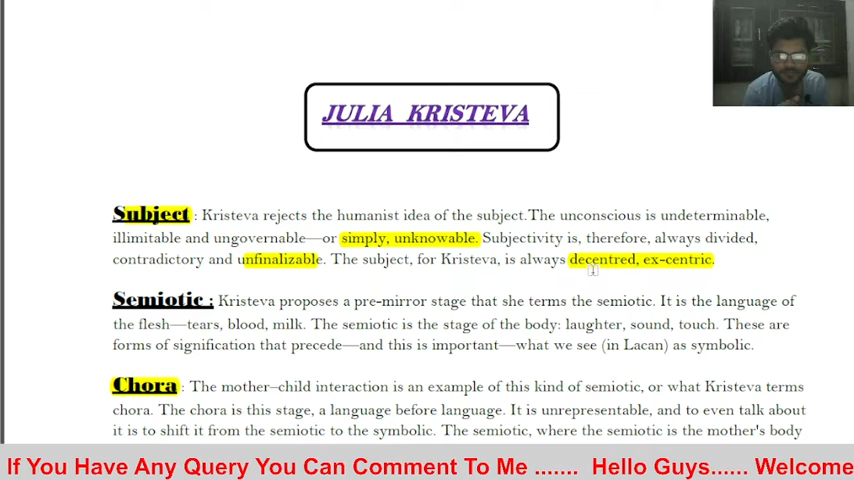 JULIA KRISTEVA
Subject : Kristeva rejects the humanist idea of the subject.The unconscious is undeterminable,
illimitable and ungovernable—or simply, unknowable. Subjectivity is, therefore, always divided,
contradictory and unfinalizable. The subject, for Kristeva, is always decentred, ex-centric.
Semiotic : Kristeva proposes a pre-mirror stage that she terms the semiotic. It is the language of
the flesh—tears, blood, milk. The semiotic is the stage of the body: laughter, sound, touch. These are
forms of signification that precede—and this is important—what we see (in Lacan) as symbolic.
Chora : The mother–child interaction is an example of this kind of semiotic, or what Kristeva terms
chora. The chora is this stage, a language before language. It is unrepresentable, and to even talk about
it is to shift it from the semiotic to the symbolic. The semiotic, where the semiotic is the mother's body
If You Have Any Query You Can Comment To Me ....... Hello Guys...... Welcome